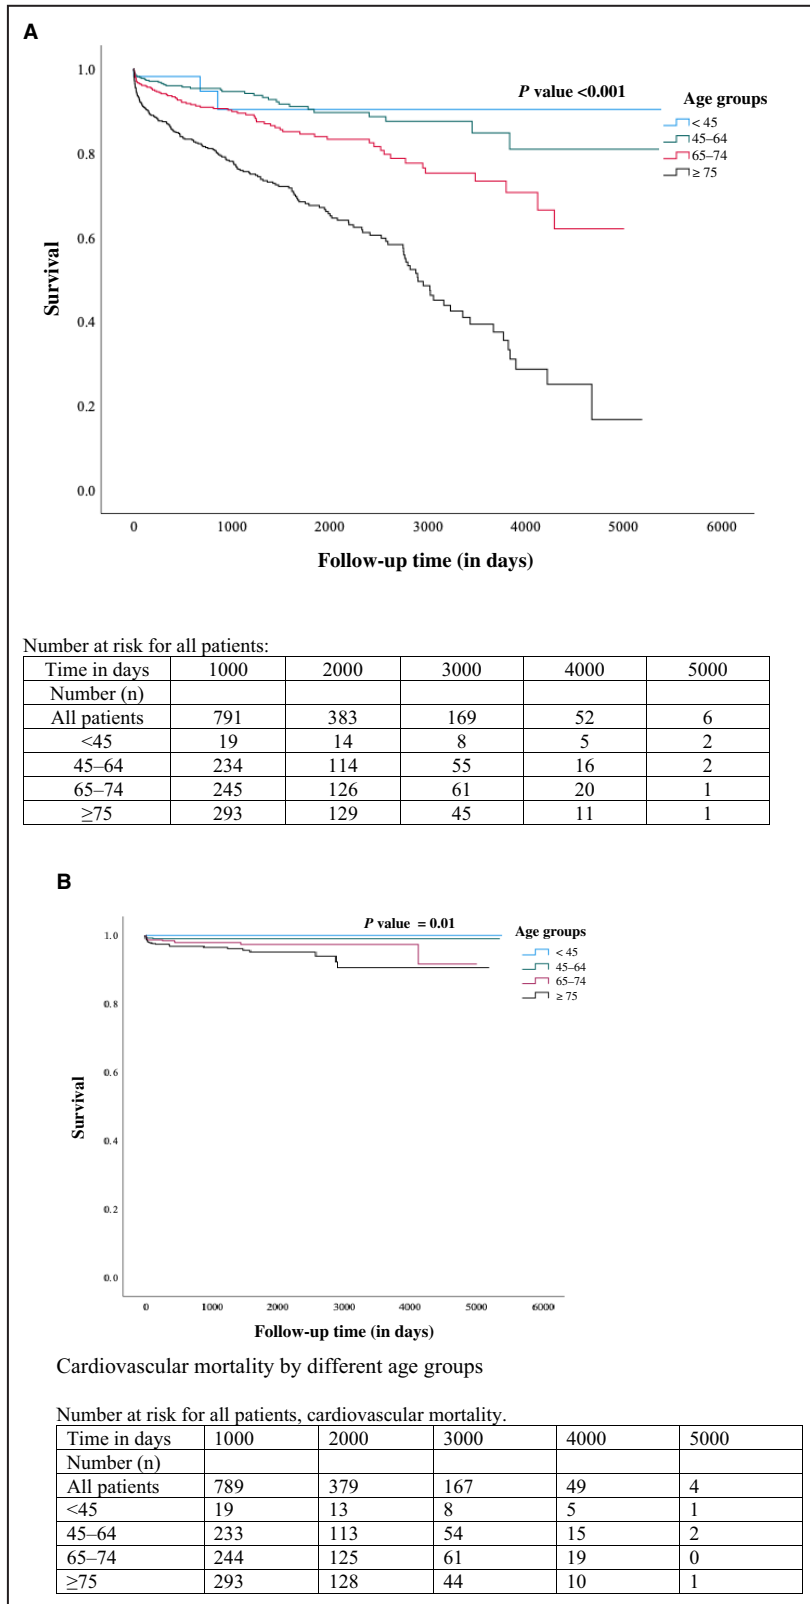 A
P value <0.001
Age groups
< 45
45–64
65–74
≥ 75
1.0
0.8
0.6
0.4
0.2
0.0
Survival
0 1000 2000 3000 4000 5000 6000
Follow-up time (in days)
Number at risk for all patients:
Time in days 1000 2000 3000 4000 5000
Number (n)
All patients 791 383 169 52 6
<45 19 14 8 5 2
45–64 234 114 55 16 2
65–74 245 126 61 20 1
≥75 293 129 45 11 1
B
P value = 0.01
Age groups
< 45
45–64
65–74
≥ 75
1.0
0.8
0.6
0.4
0.2
0.0
Survival
0 1000 2000 3000 4000 5000 6000
Follow-up time (in days)
Cardiovascular mortality by different age groups
Number at risk for all patients, cardiovascular mortality.
Time in days 1000 2000 3000 4000 5000
Number (n)
All patients 789 379 167 49 4
<45 19 13 8 5 1
45–64 233 113 54 15 2
65–74 244 125 61 19 0
≥75 293 128 44 10 1